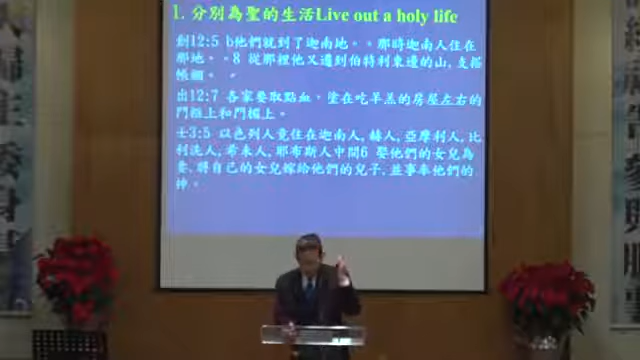 1. 分別為聖的生活Live out a holy life
創12:5 b他們就到了迦南地。。那時迦南人住在
那地。。8 從那裡他又遷到伯特利東邊的山,支搭
帳棚。
出12:7 各家要取點血,塗在吃羊羔的房屋左右的
門框上和門楣上。
士3:5 以色列人竟住在迦南人,赫人,亞摩利人,比
利洗人,希未人,耶布斯人中間6 娶他們的女兒為
妻,將自己的女兒嫁給他們的兒子,並事奉他們的
神。
歸主委身